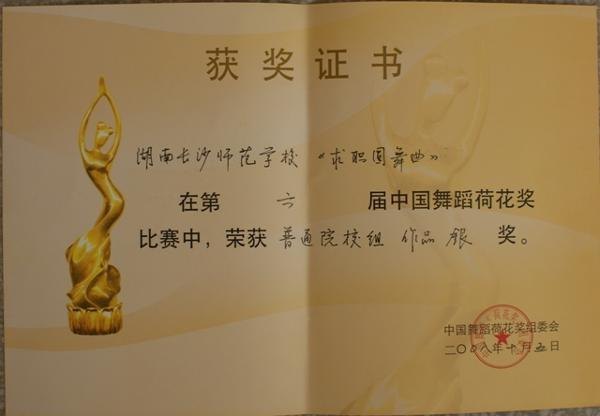 获奖证书
湖南长沙师范学校《求职圆舞曲》
在第六届中国舞蹈荷花奖
比赛中，荣获普通院校组 作品 银 奖。
中国舞蹈荷花奖组委会
二〇〇八年十月五日